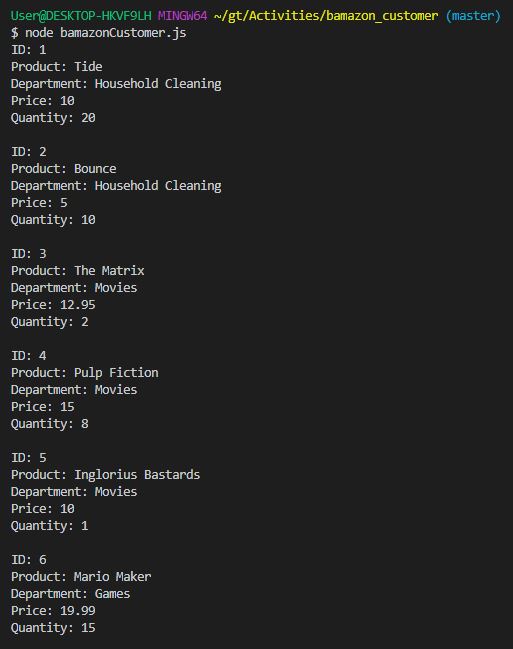 User@DESKTOP-HKVF9LH MINGW64 ~/gt/Activities/bamazon_customer (master)
$ node bamazonCustomer.js
ID: 1
Product: Tide
Department: Household Cleaning
Price: 10
Quantity: 20
ID: 2
Product: Bounce
Department: Household Cleaning
Price: 5
Quantity: 10
ID: 3
Product: The Matrix
Department: Movies
Price: 12.95
Quantity: 2
ID: 4
Product: Pulp Fiction
Department: Movies
Price: 15
Quantity: 8
ID: 5
Product: Inglorius Bastards
Department: Movies
Price: 10
Quantity: 1
ID: 6
Product: Mario Maker
Department: Games
Price: 19.99
Quantity: 15